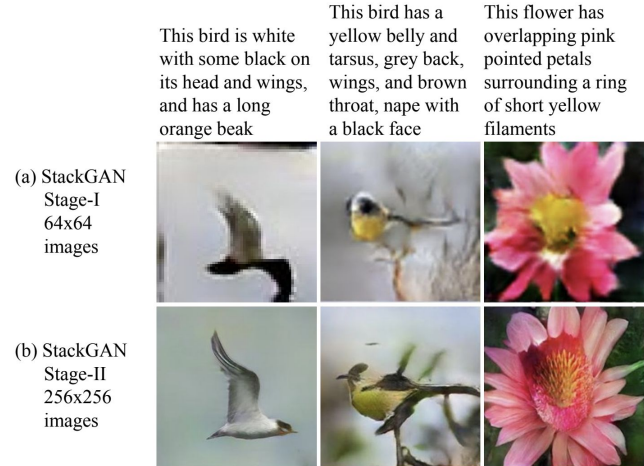 This bird is white
with some black on
its head and wings,
and has a long
orange beak
This bird has a
yellow belly and
tarsus, grey back,
wings, and brown
throat, nape with
a black face
This flower has
overlapping pink
pointed petals
surrounding a ring
of short yellow
filaments
(a) StackGAN
Stage-I
64x64
images
(b) StackGAN
Stage-II
256x256
images